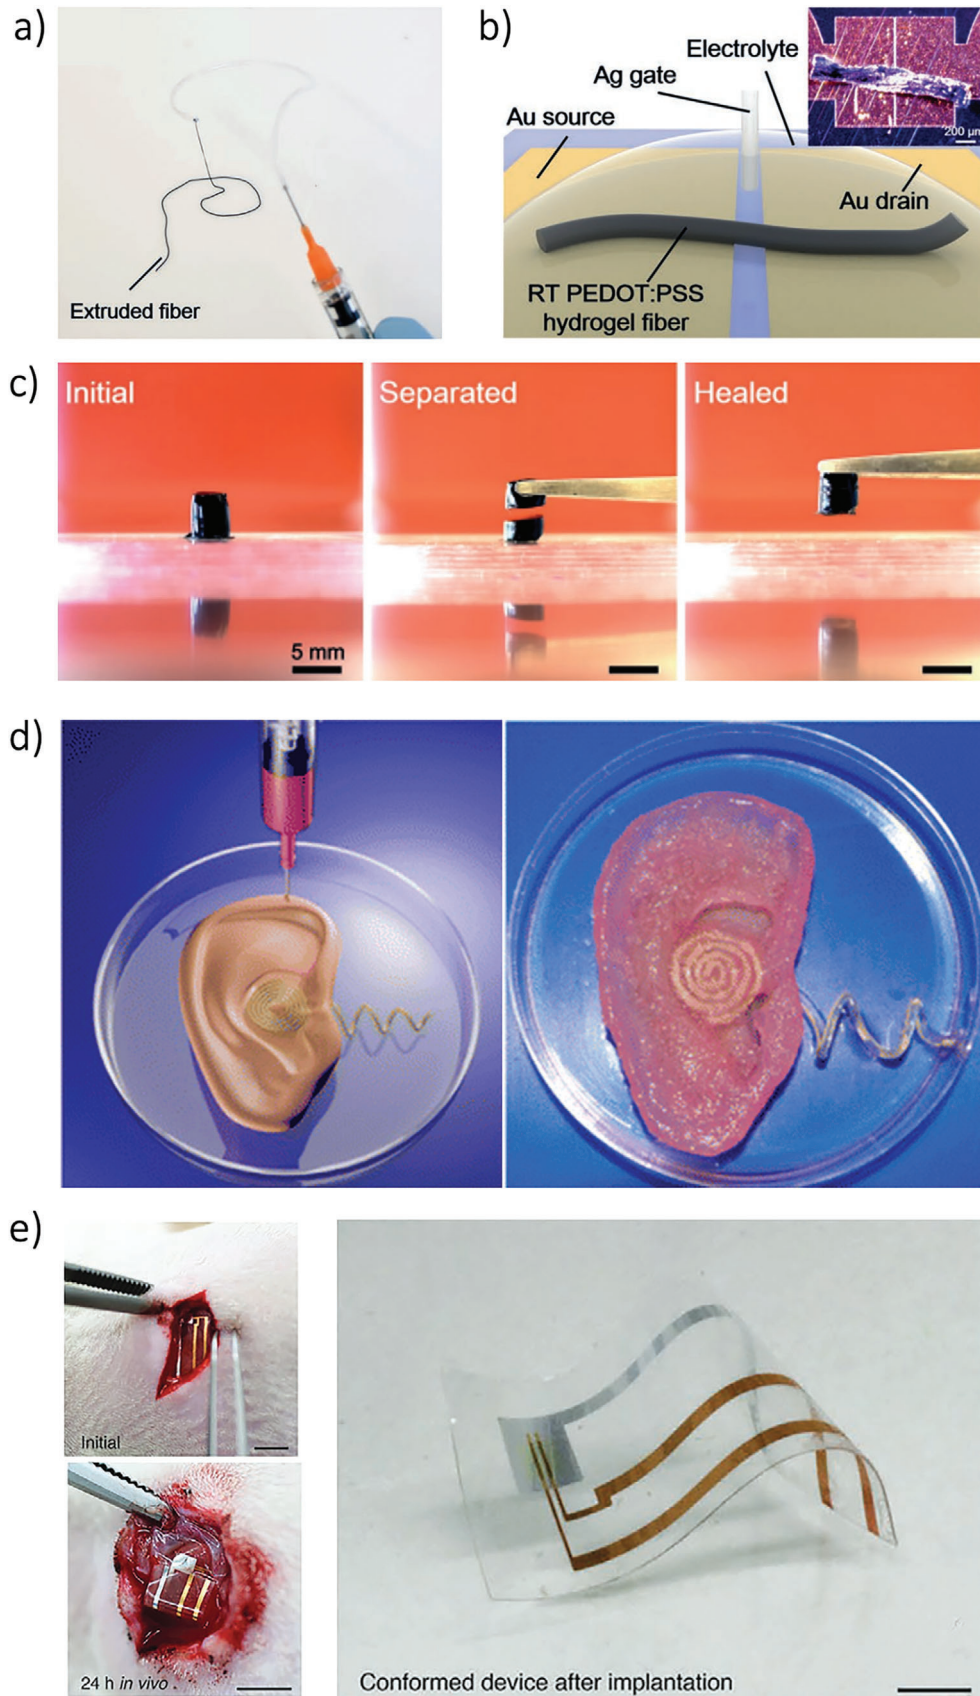 a)
Extruded fiber
b)
Electrolyte
Ag gate
Au source
200 µm
Au drain
RT PEDOT:PSS
hydrogel fiber
c)
Initial
Separated
Healed
5 mm
d)
e)
Initial
24 h in vivo
Conformed device after implantation